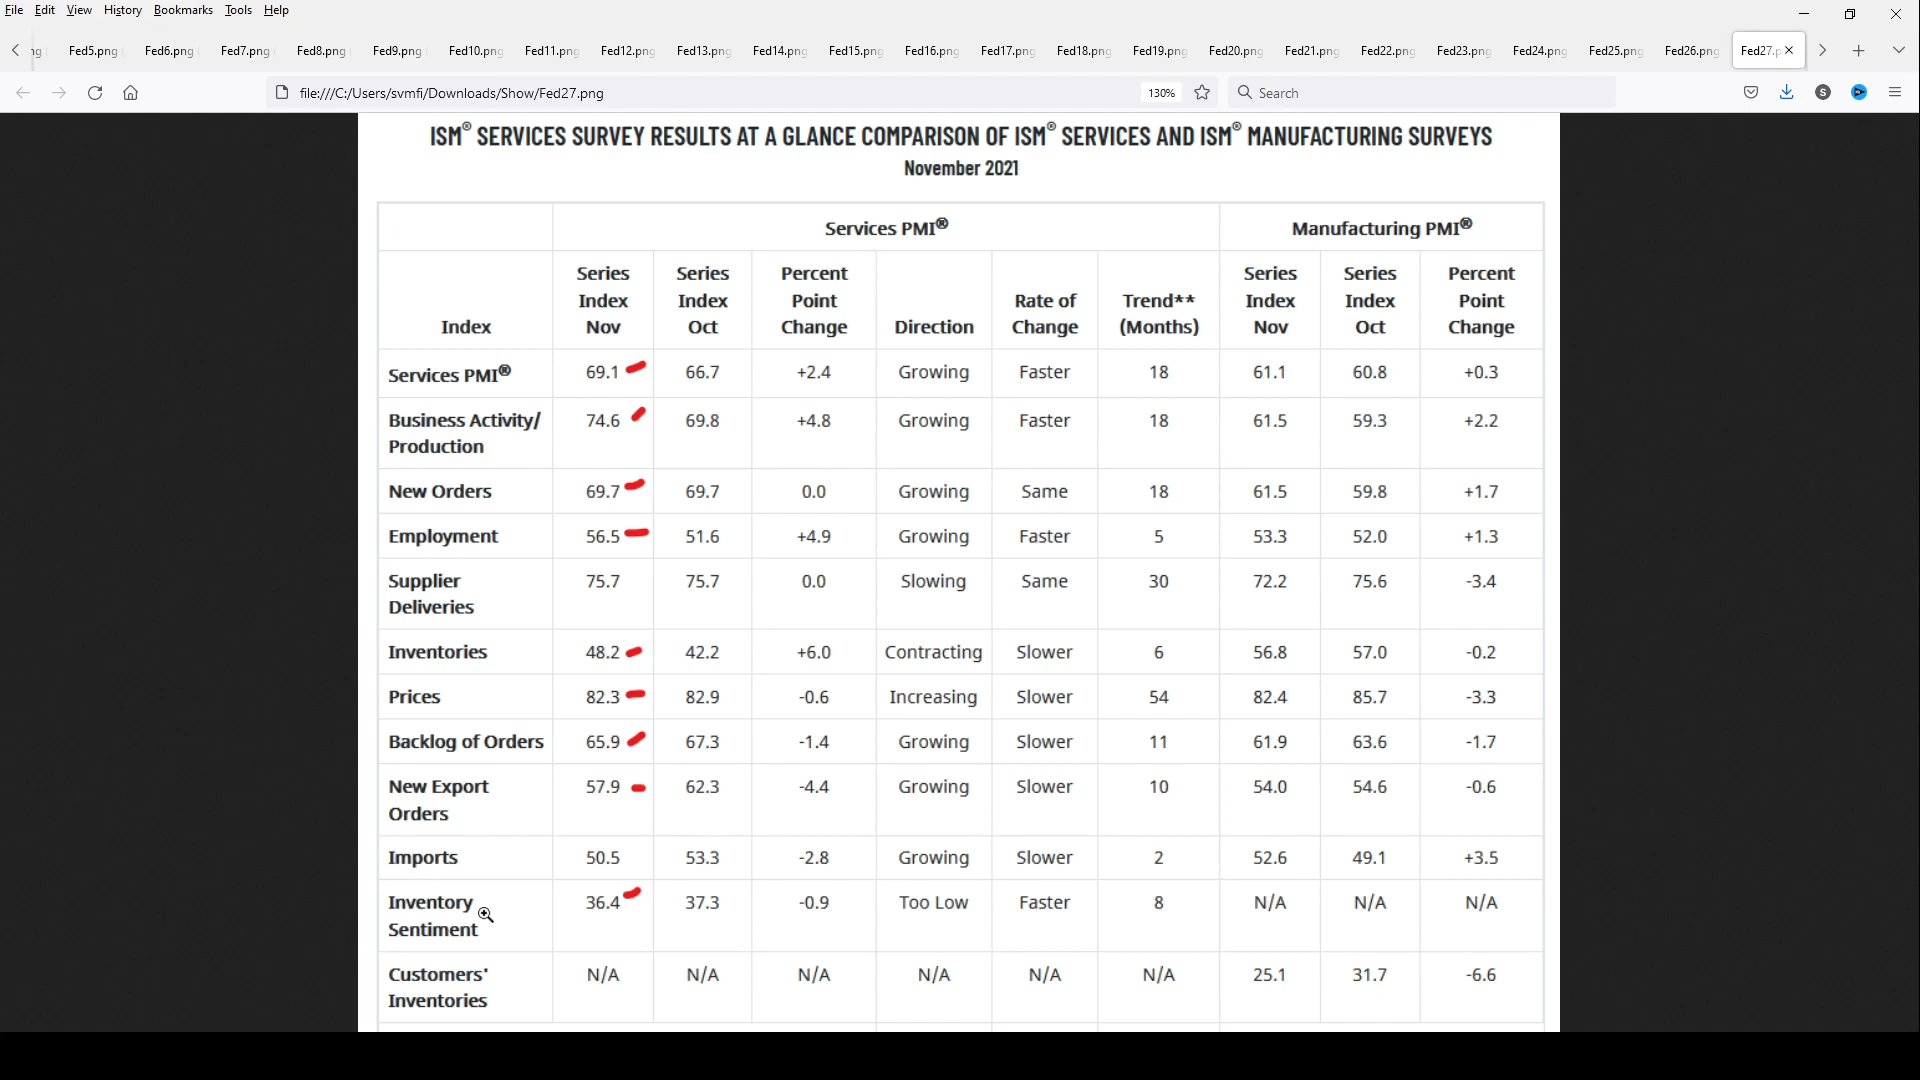 File Edit View History Bookmarks Tools Help
ng Fed5.png Fed6.png Fed7.png Fed8.png Fed9.png Fed10.png Fed11.png Fed12.png Fed13.png Fed14.png Fed15.png Fed16.png Fed17.png Fed18.png Fed19.png Fed20.png Fed21.png Fed22.png Fed23.png Fed24.png Fed25.png Fed26.png Fed27.p
file:///C:/Users/svmfi/Downloads/Show/Fed27.png 130% Search S
ISM® SERVICES SURVEY RESULTS AT A GLANCE COMPARISON OF ISM® SERVICES AND ISM® MANUFACTURING SURVEYS
November 2021
Services PMI® Manufacturing PMI®
Series Series Percent Series Series Percent
Index Index Point Rate of Trend** Index Index Point
Index Nov Oct Change Direction Change (Months) Nov Oct Change
Services PMI® 69.1 66.7 +2.4 Growing Faster 18 61.1 60.8 +0.3
Business Activity/ 74.6 69.8 +4.8 Growing Faster 18 61.5 59.3 +2.2
Production
New Orders 69.7 69.7 0.0 Growing Same 18 61.5 59.8 +1.7
Employment 56.5 51.6 +4.9 Growing Faster 5 53.3 52.0 +1.3
Supplier 75.7 75.7 0.0 Slowing Same 30 72.2 75.6 -3.4
Deliveries
Inventories 48.2 42.2 +6.0 Contracting Slower 6 56.8 57.0 -0.2
Prices 82.3 82.9 -0.6 Increasing Slower 54 82.4 85.7 -3.3
Backlog of Orders 65.9 67.3 -1.4 Growing Slower 11 61.9 63.6 -1.7
New Export 57.9 62.3 -4.4 Growing Slower 10 54.0 54.6 -0.6
Orders
Imports 50.5 53.3 -2.8 Growing Slower 2 52.6 49.1 +3.5
Inventory 36.4 37.3 -0.9 Too Low Faster 8 N/A N/A N/A
Sentiment
Customers' N/A N/A N/A N/A N/A N/A 25.1 31.7 -6.6
Inventories